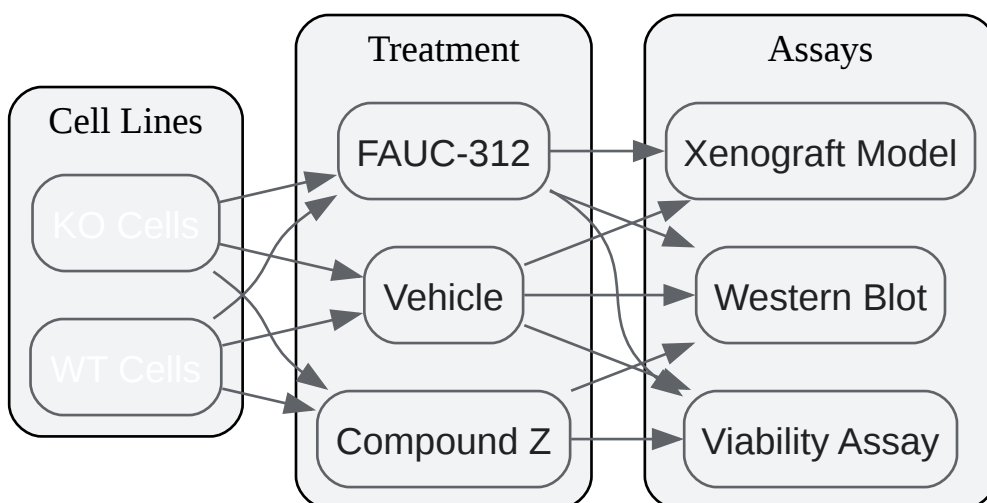 Cell Lines
KO Cells
WT Cells
Treatment
FAUC-312
Vehicle
Compound Z
Assays
Xenograft Model
Western Blot
Viability Assay